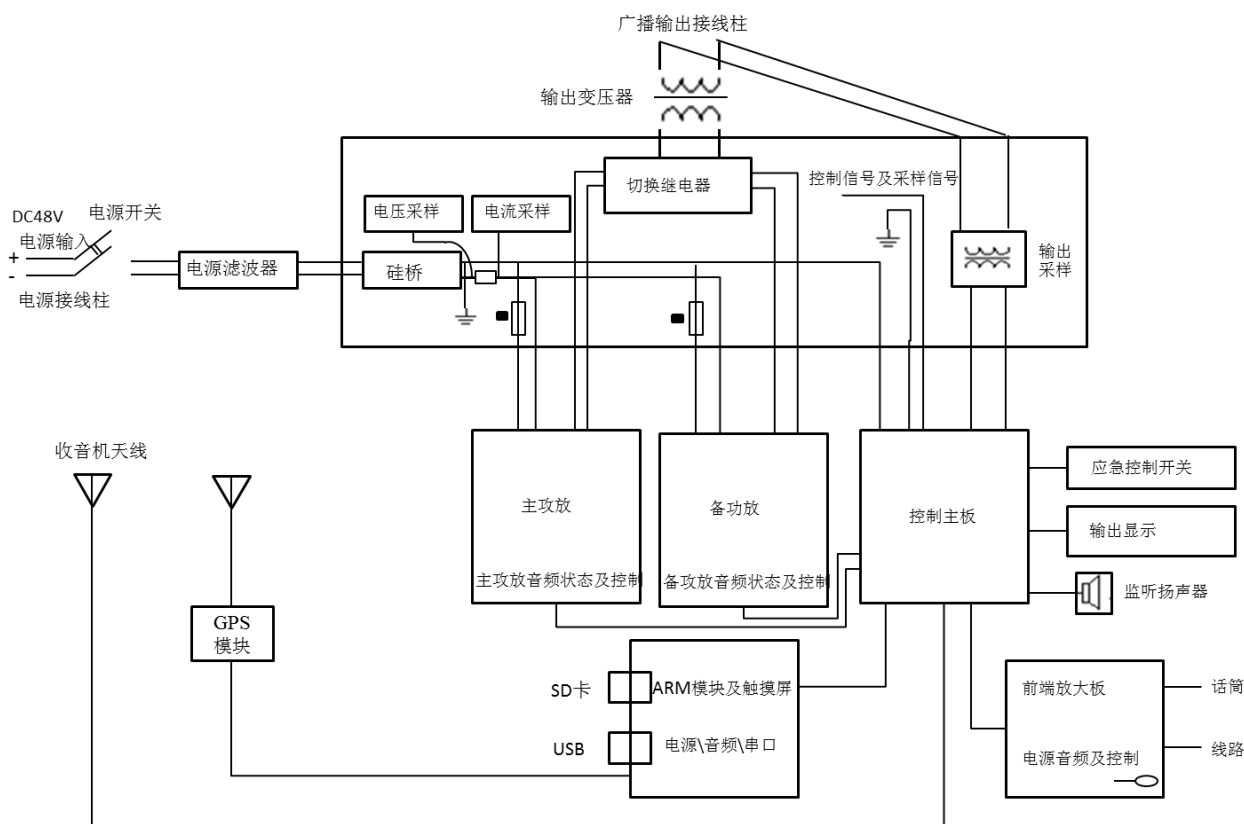 广播输出接线柱
输出变压器
切换继电器
控制信号及采样信号
电压采样
电流采样
DC48V
电源开关
电源输入
+
-
电源接线柱
电源滤波器
硅桥
输出
采样
收音机天线
主攻放
备功放
控制主板
应急控制开关
输出显示
主攻放音频状态及控制
备攻放音频状态及控制
监听扬声器
GPS
模块
SD卡
ARM模块及触摸屏
前端放大板
话筒
USB
电源\音频\串口
电源音频及控制
线路